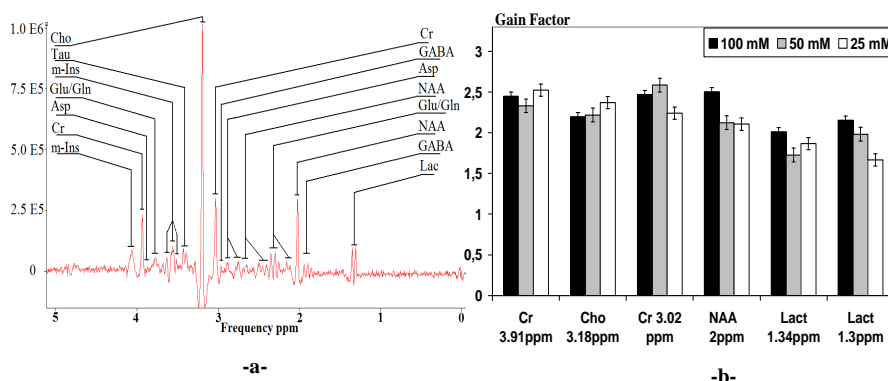 1.0 E6
7.5 E5
5.0 E5
2.5 E5
0
Cho
Tau
m-Ins
Glu/Gln
Asp
Cr
m-Ins
Cr
GABA
Asp
NAA
Glu/Gln
NAA
GABA
Lac
5 4 3 2 1 0
Frequency ppm
-a-
Gain Factor
100 mM 50 mM 25 mM
3
2,5
2
1,5
1
0,5
0
Cr 3.91ppm
Cho 3.18ppm
Cr 3.02 ppm
NAA 2ppm
Lact 1.34ppm
Lact 1.3ppm
-b-